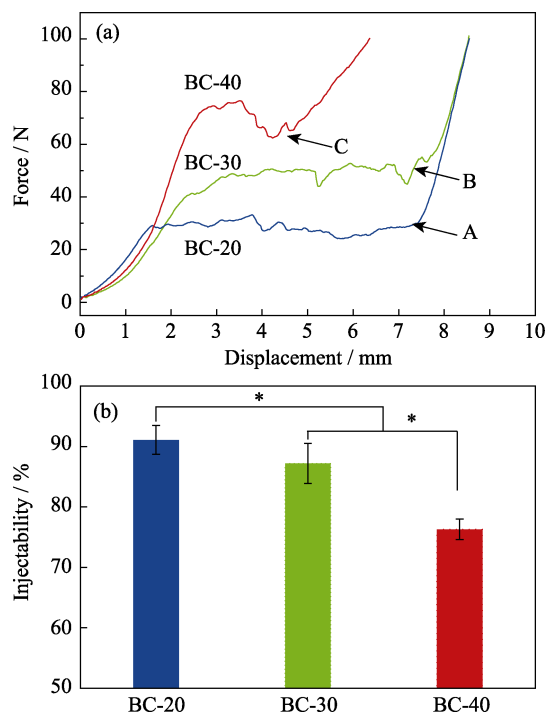 (a)
100
80
60
40
20
0
Force / N
BC-40
BC-30
BC-20
C
B
A
0 1 2 3 4 5 6 7 8 9 10
Displacement / mm
(b)
100
90
80
70
60
50
Injectability / %
*
*
BC-20 BC-30 BC-40